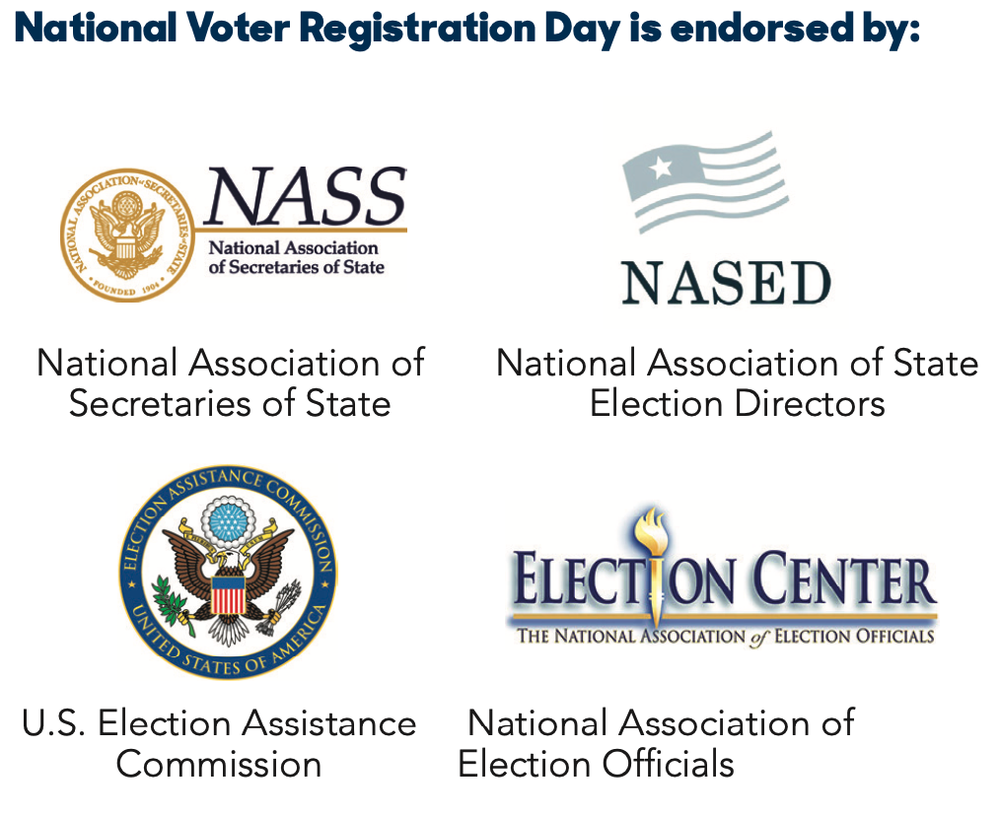 National Voter Registration Day is endorsed by:
NATIONAL ASSOCIATION of SECRETARIES of STATE
• FOUNDED 1904 •
NASS
National Association
of Secretaries of State
NASED
National Association of
Secretaries of State
National Association of State
Election Directors
ELECTION ASSISTANCE COMMISSION
UNITED STATES OF AMERICA
ELECTION CENTER
THE NATIONAL ASSOCIATION of ELECTION OFFICIALS
U.S. Election Assistance
Commission
National Association of
Election Officials